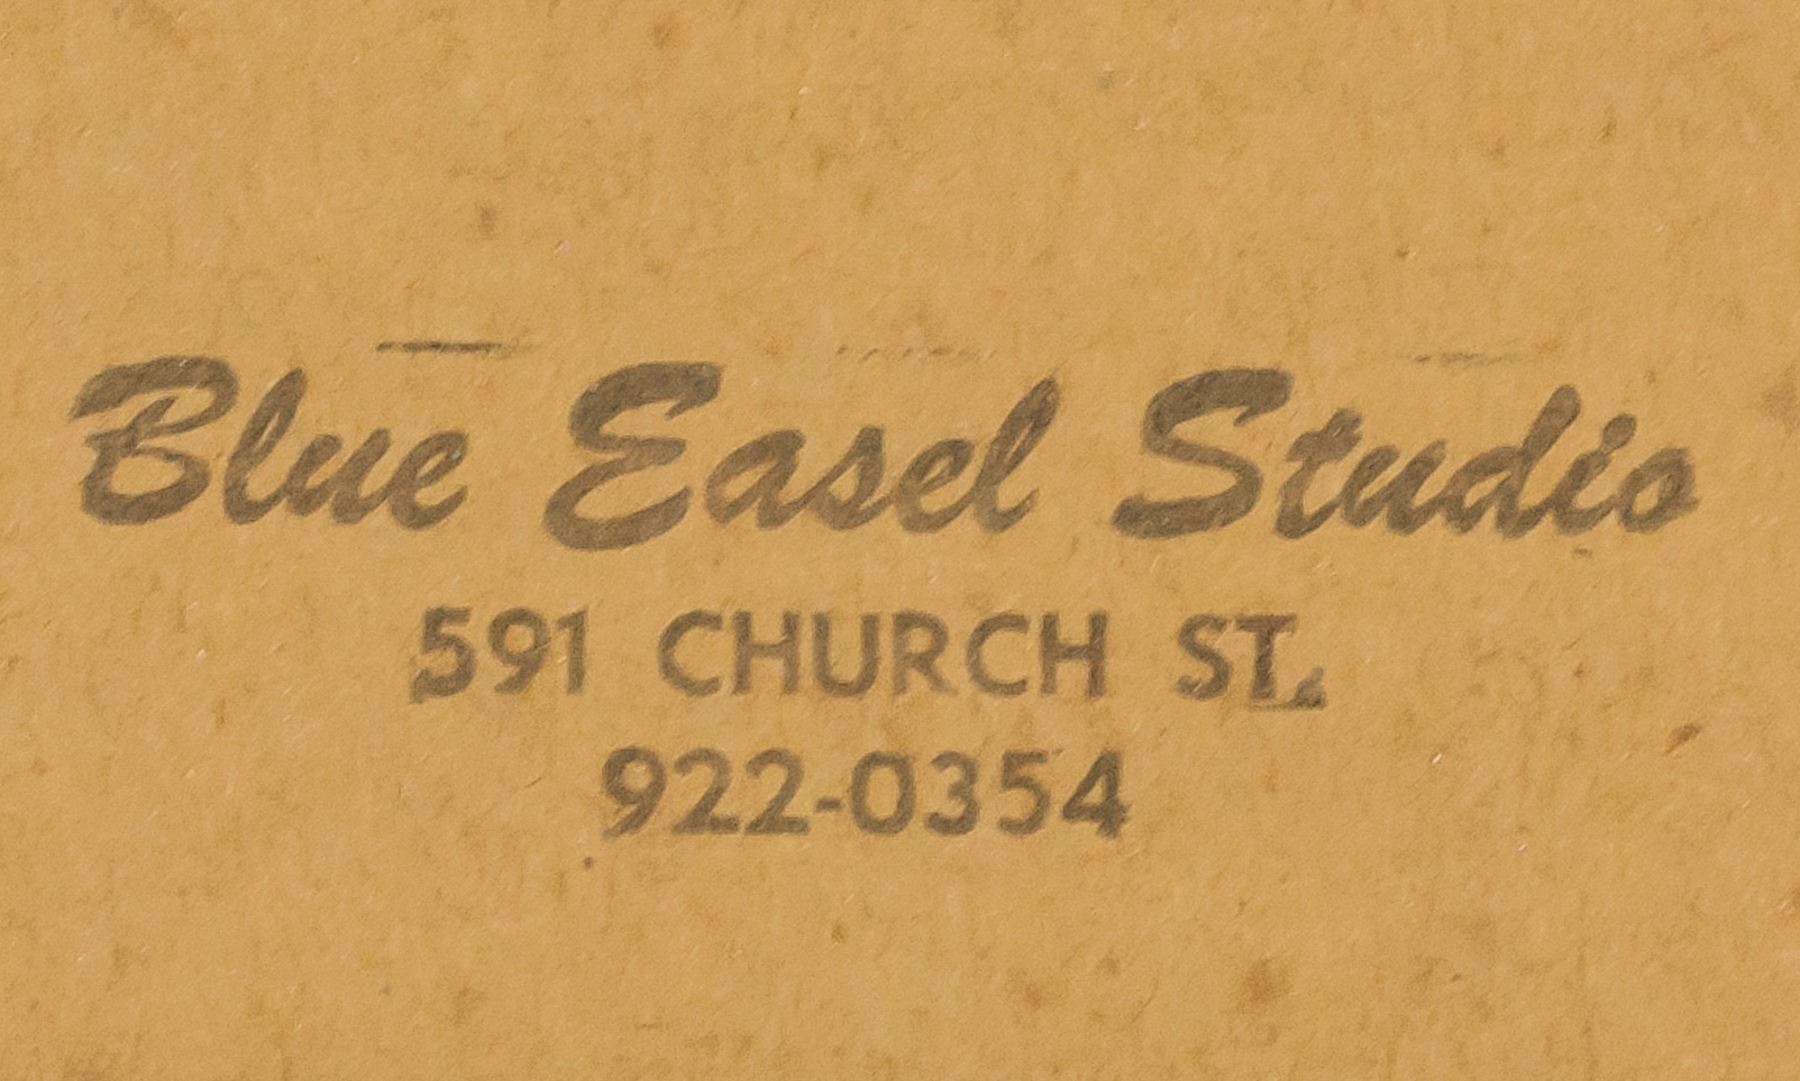 Blue Easel Studio
591 CHURCH ST.
922-0354